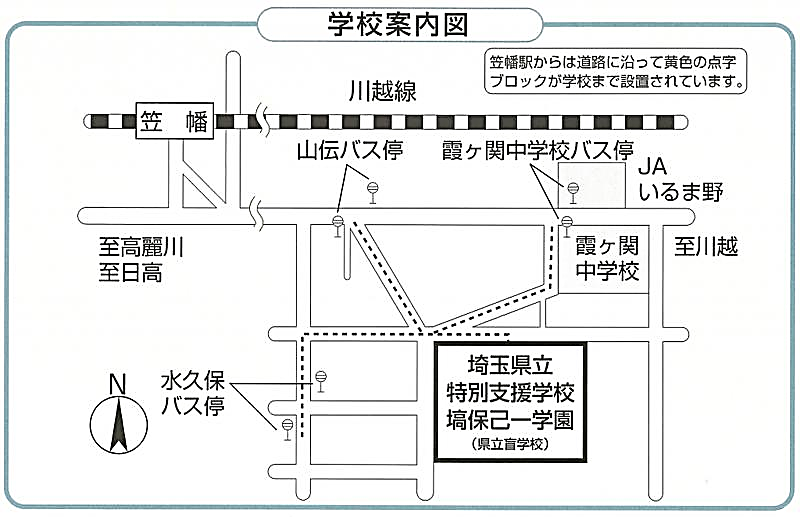 学校案内図
笠幡駅からは道路に沿って黄色の点字
ブロックが学校まで設置されています。
川越線
笠 幡
山伝バス停
霞ヶ関中学校バス停
JA
いるま野
至高麗川
至日高
霞ヶ関
中学校
至川越
N
水久保
バス停
埼玉県立
特別支援学校
塙保己一学園
(県立盲学校)